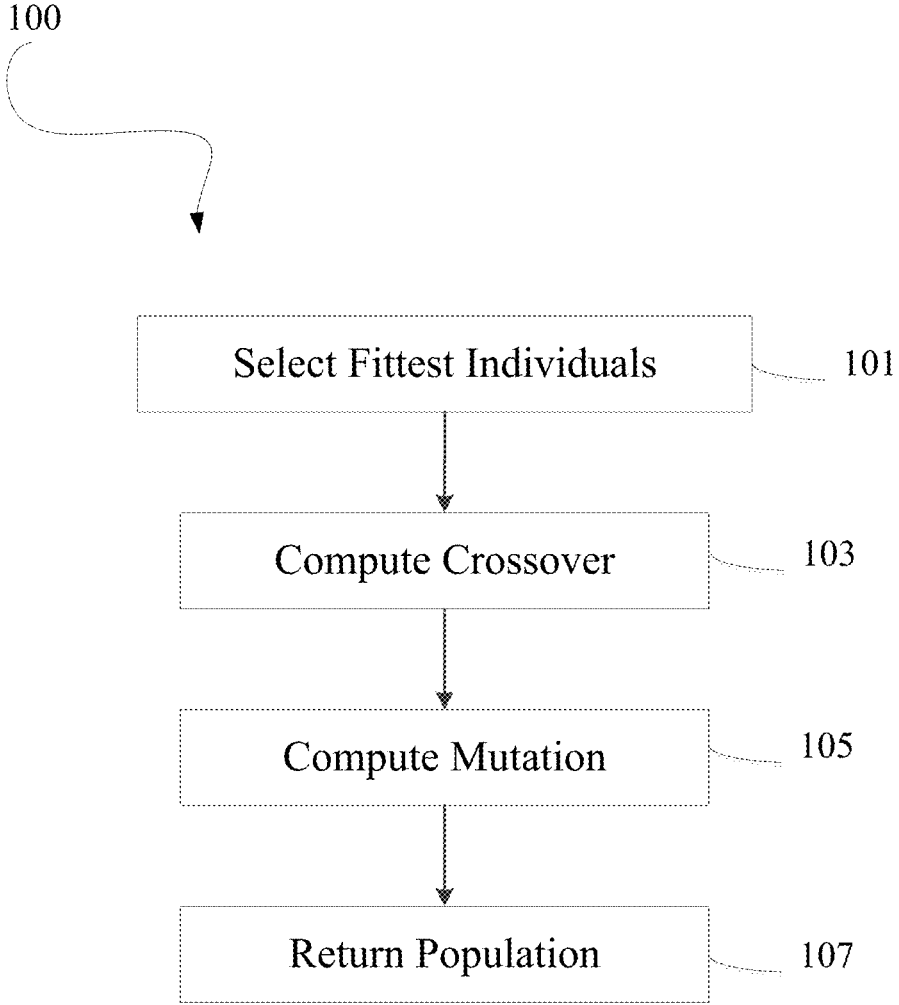 100
Select Fittest Individuals
101
Compute Crossover
103
Compute Mutation
105
Return Population
107